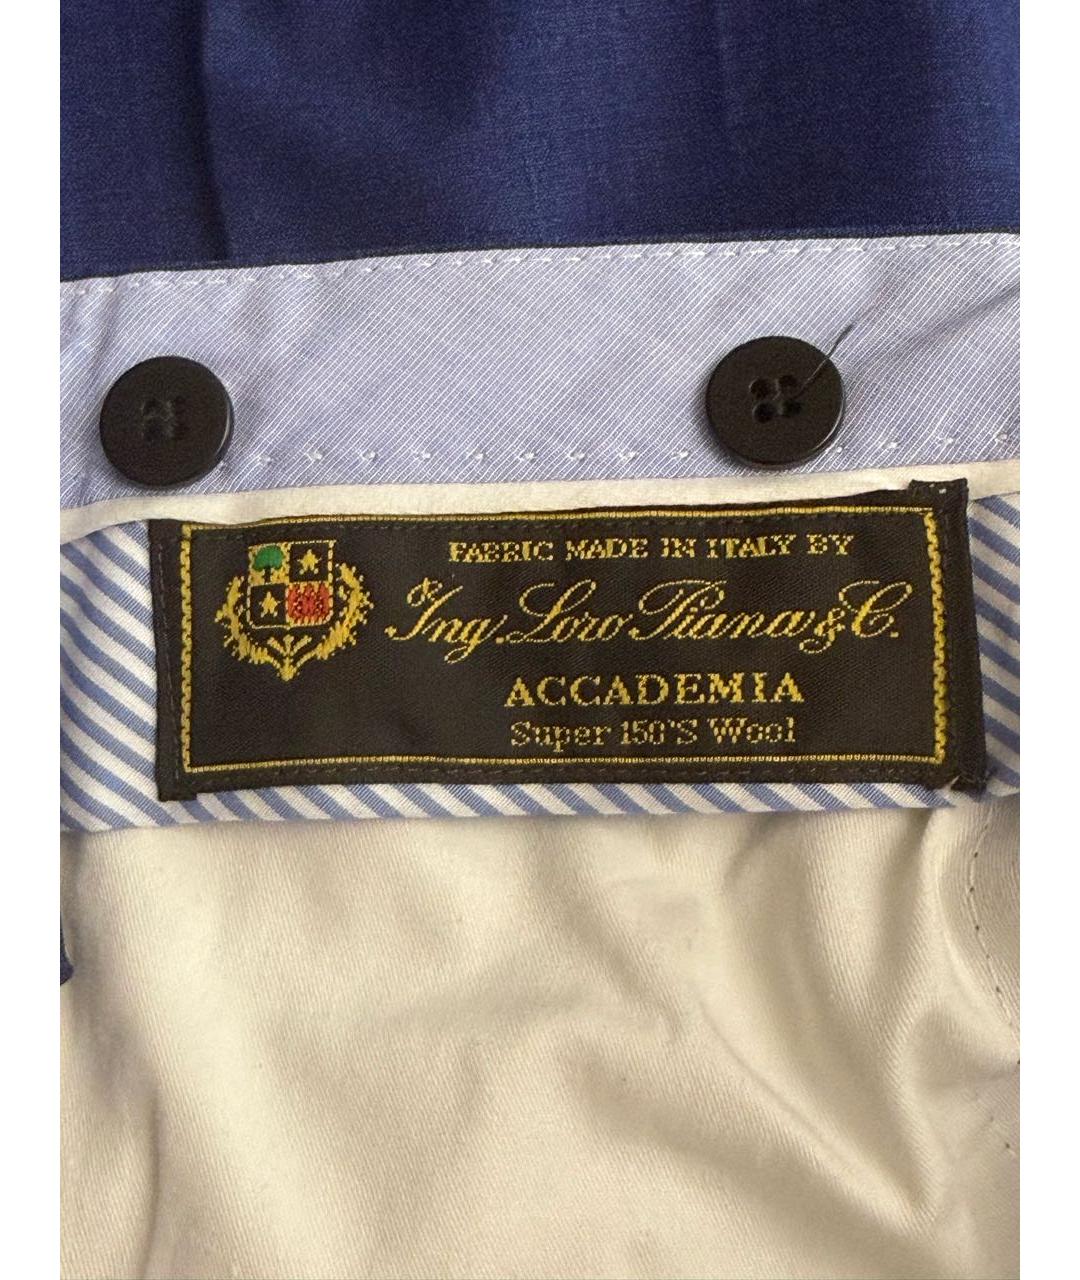 FABRIC MADE IN ITALY BY
& Ing. Loro Piana & C.
ACCADEMIA
Super 150'S Wool